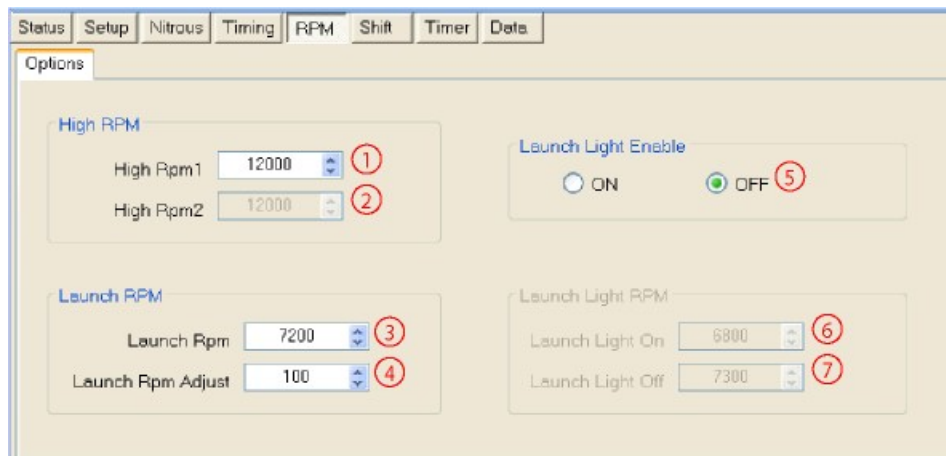 Status Setup Nitrous Timing RPM Shift Timer Data
Options
High RPM
High Rpm1 12000 1
High Rpm2 12000 2
Launch Light Enable
ON OFF 5
Launch RPM
Launch Rpm 7200 3
Launch Rpm Adjust 100 4
Launch Light RPM
Launch Light On 6800 6
Launch Light Off 7300 7